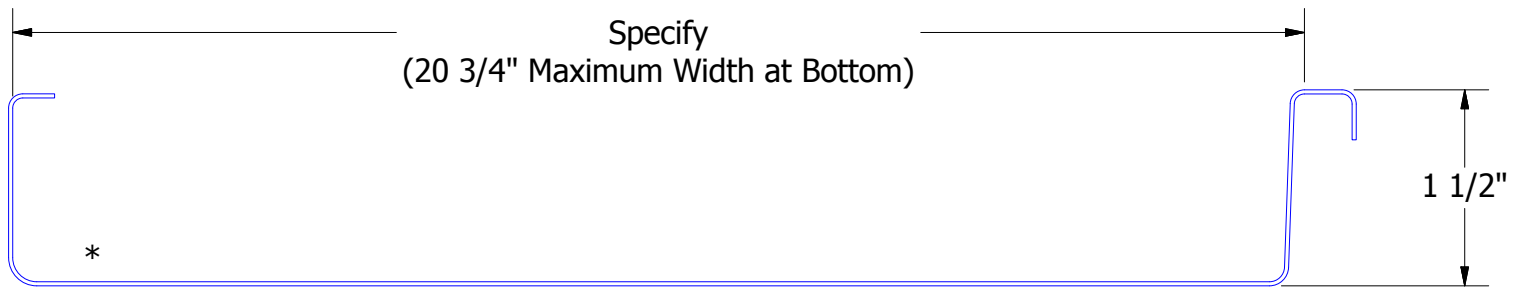 Specify
(20 3/4" Maximum Width at Bottom)
1 1/2"
*